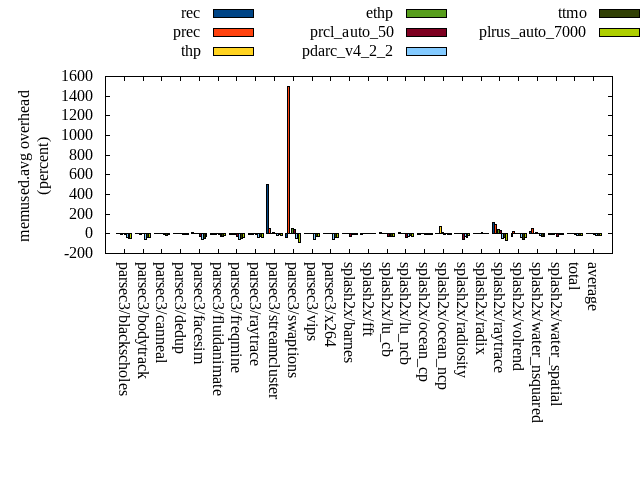 rec
prec
thp
ethp
prcl_auto_50
pdarc_v4_2_2
ttmo
plrus_auto_7000
memused.avg overhead
(percent)
1600
1400
1200
1000
800
600
400
200
0
-200
parsec3/blackscholes
parsec3/bodytrack
parsec3/canneal
parsec3/dedup
parsec3/facesim
parsec3/fluidanimate
parsec3/freqmine
parsec3/raytrace
parsec3/streamcluster
parsec3/swaptions
parsec3/vips
parsec3/x264
splash2x/barnes
splash2x/fft
splash2x/lu_cb
splash2x/lu_ncb
splash2x/ocean_cp
splash2x/ocean_ncp
splash2x/radiosity
splash2x/radix
splash2x/raytrace
splash2x/volrend
splash2x/water_nsquared
splash2x/water_spatial
total
average